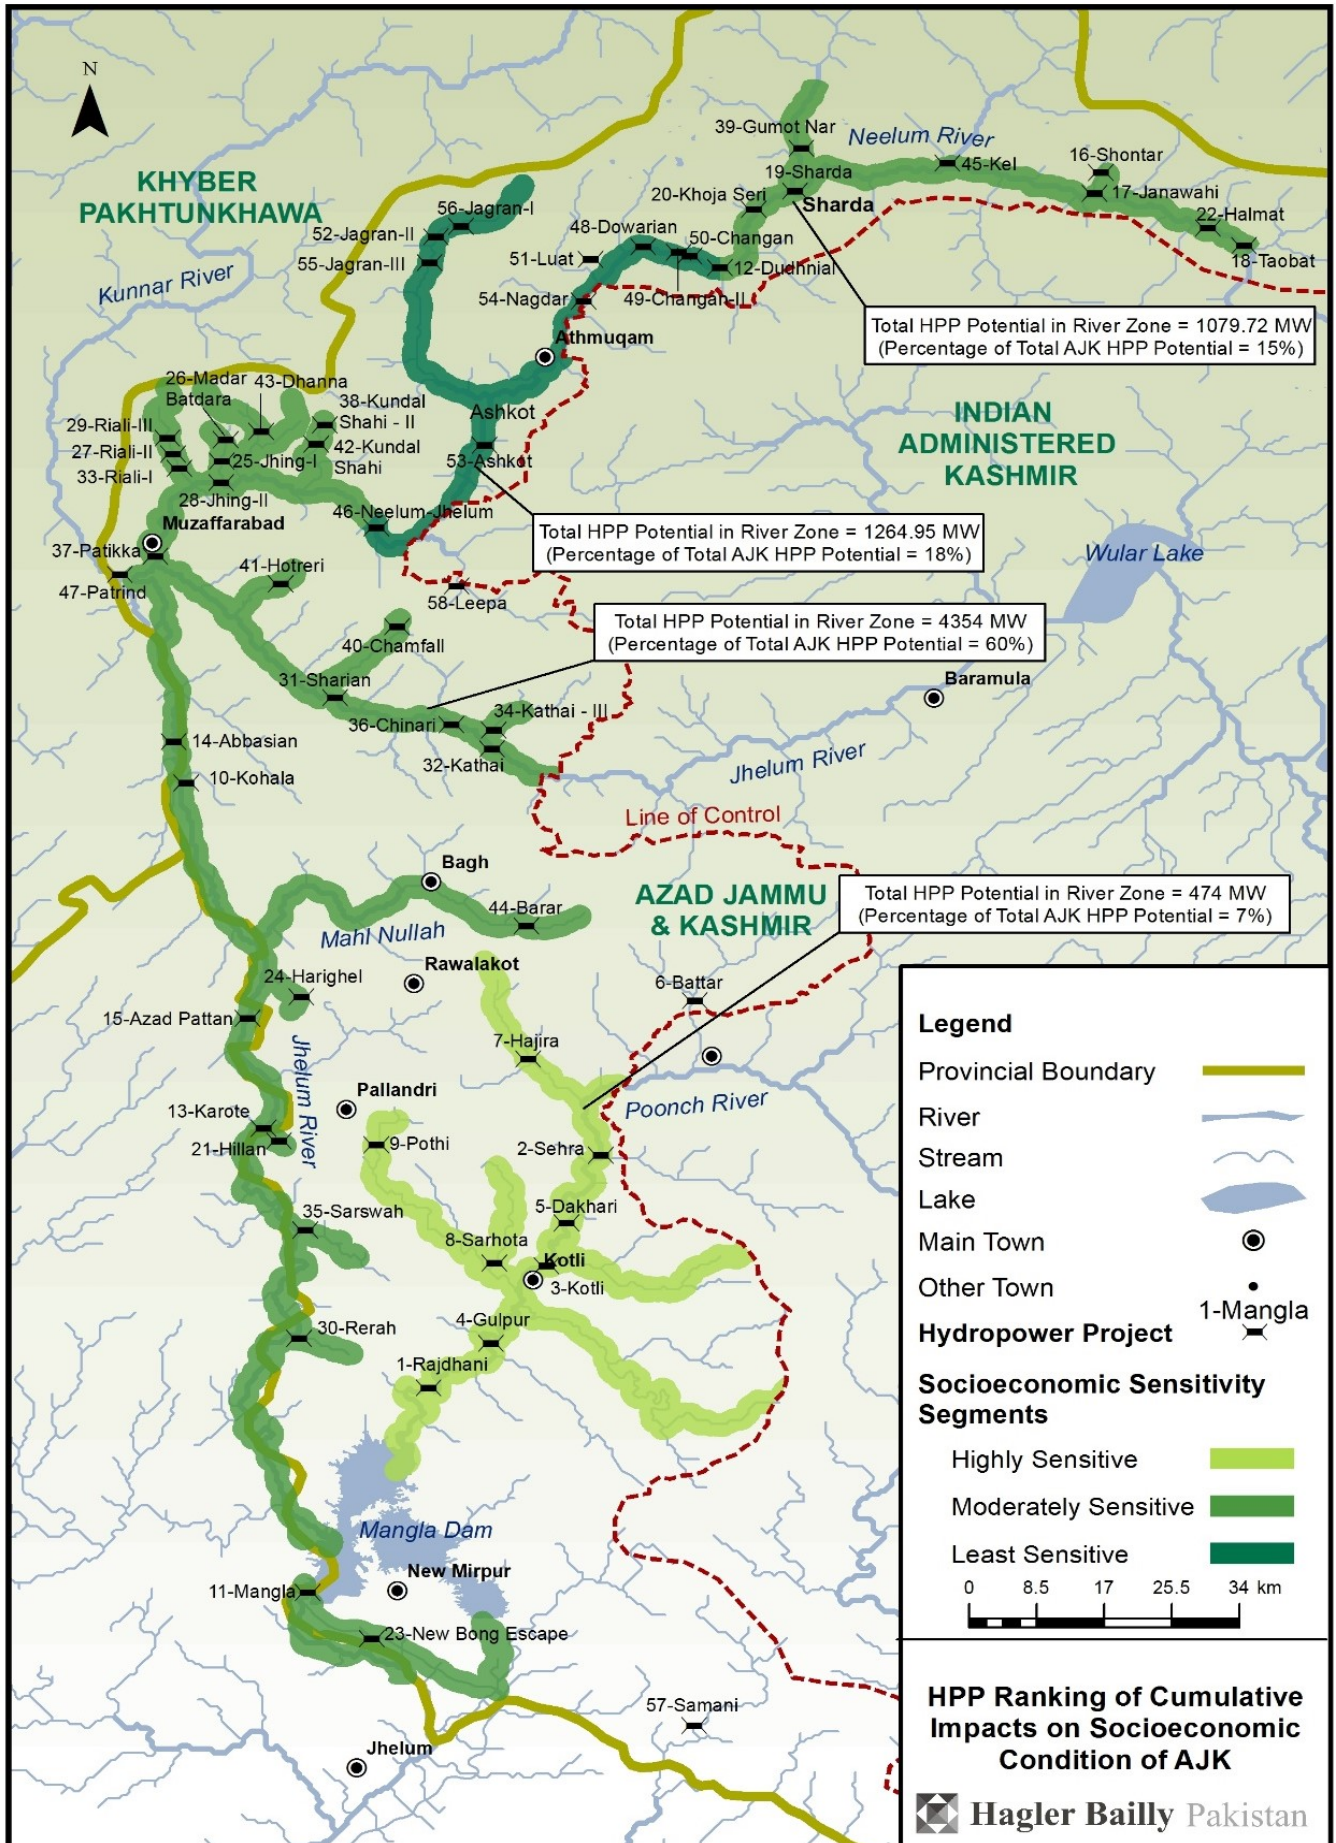 N
39-Gumot Nar
Neelum River
16-Shontar
45-Kel
KHYBER
PAKHTUNKHAWA
19-Sharda
17-Janawahi
20-Khoja Seri
Sharda
56-Jagran-I
22-Halmat
52-Jagran-II
48-Dowarian
50-Changan
18-Taobat
55-Jagran-III
51-Luat
12-Dudhnial
Kunnar River
54-Nagdar
49-Changan-II
Athmuqam
Total HPP Potential in River Zone = 1079.72 MW
(Percentage of Total AJK HPP Potential = 15%)
26-Madar
Batdara
43-Dhanna
38-Kundal
Shahi - II
Ashkot
INDIAN
ADMINISTERED
KASHMIR
29-Riali-III
27-Riali-II
33-Riali-I
25-Jhing-I
42-Kundal
Shahi
53-Ashkot
28-Jhing-II
46-Neelum-Jhelum
Muzaffarabad
Total HPP Potential in River Zone = 1264.95 MW
(Percentage of Total AJK HPP Potential = 18%)
37-Patikka
Wular Lake
41-Hotreri
47-Patrind
58-Leepa
Total HPP Potential in River Zone = 4354 MW
(Percentage of Total AJK HPP Potential = 60%)
40-Chamfall
31-Sharian
Baramula
34-Kathai - III
36-Chinari
14-Abbasian
32-Kathai
Jhelum River
10-Kohala
Line of Control
Bagh
AZAD JAMMU
& KASHMIR
Total HPP Potential in River Zone = 474 MW
(Percentage of Total AJK HPP Potential = 7%)
44-Barar
Mahl Nullah
Rawalakot
24-Harighel
6-Battar
15-Azad Pattan
7-Hajira
Jhelum River
Pallandri
Poonch River
13-Karote
21-Hillan
9-Pothi
2-Sehra
35-Sarswah
5-Dakhari
8-Sarhota
Kotli
3-Kotli
30-Rerah
4-Gulpur
1-Rajdhani
Mangla Dam
New Mirpur
11-Mangla
23-New Bong Escape
57-Samani
Jhelum
Legend
Provincial Boundary
River
Stream
Lake
Main Town
Other Town
1-Mangla
Hydropower Project
Socioeconomic Sensitivity
Segments
Highly Sensitive
Moderately Sensitive
Least Sensitive
0 8.5 17 25.5 34 km
HPP Ranking of Cumulative
Impacts on Socioeconomic
Condition of AJK
Hagler Bailly Pakistan